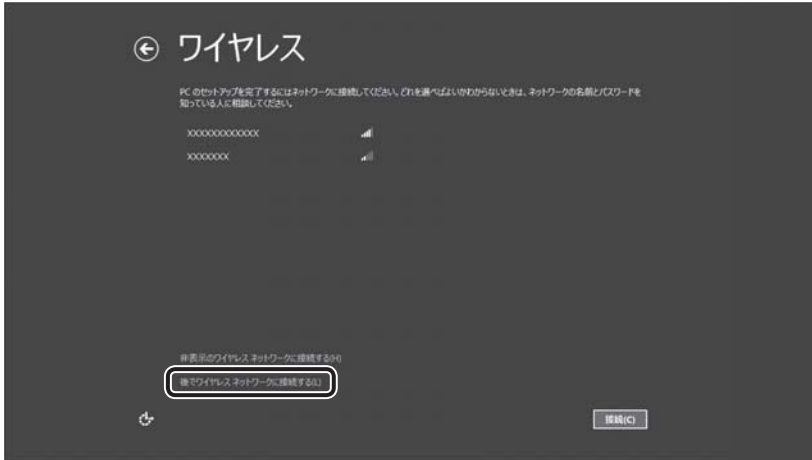 ワイヤレス
PC のセットアップを完了するにはネットワークに接続してください。どれを選べばよいかわからないときは、ネットワークの名前とパスワードを
知っている人に相談してください。
XXXXXXXXXXXX
XXXXXXX
非表示のワイヤレス ネットワークに接続する(H)
後でワイヤレス ネットワークに接続する(L)
接続(C)